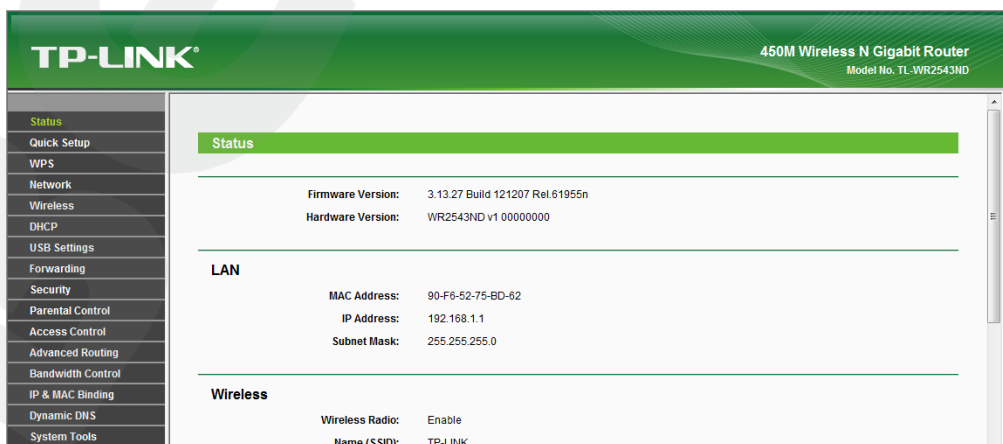 TP-LINK®
450M Wireless N Gigabit Router
Model No. TL-WR2543ND
Status
Quick Setup
WPS
Network
Wireless
DHCP
USB Settings
Forwarding
Security
Parental Control
Access Control
Advanced Routing
Bandwidth Control
IP & MAC Binding
Dynamic DNS
System Tools
Status
Firmware Version: 3.13.27 Build 121207 Rel.61955n
Hardware Version: WR2543ND v1 00000000
LAN
MAC Address: 90-F6-52-75-BD-62
IP Address: 192.168.1.1
Subnet Mask: 255.255.255.0
Wireless
Wireless Radio: Enable
Name (SSID): TP-LINK